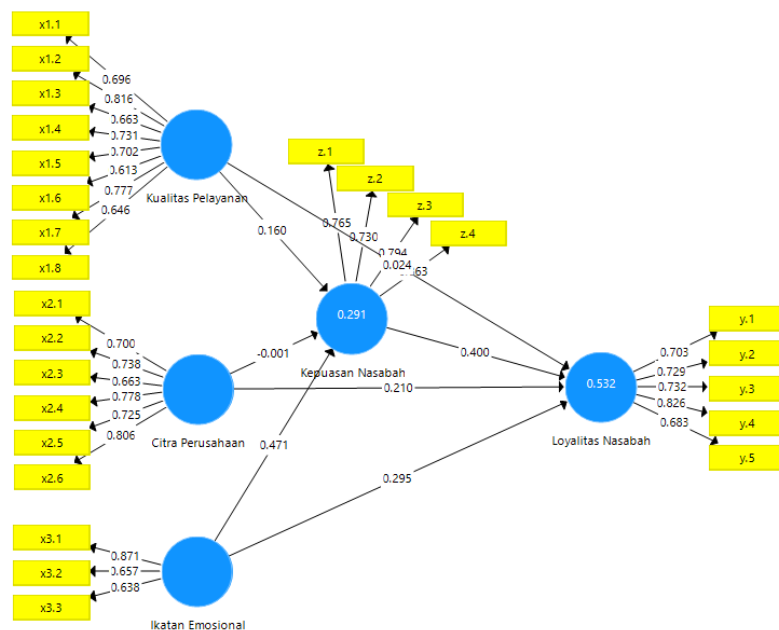 x1.1
x1.2
x1.3
x1.4
x1.5
x1.6
x1.7
x1.8
0.696
0.816
0.663
0.731
0.702
0.613
0.777
0.646
Kualitas Pelayanan
z.1
z.2
z.3
z.4
0.765
0.730
0.794
0.024
0.160
0.291
Kepuasan Nasabah
x2.1
x2.2
x2.3
x2.4
x2.5
x2.6
0.700
0.738
0.663
0.778
0.725
0.806
Citra Perusahaan
-0.001
0.400
0.210
0.471
0.295
0.532
Loyalitas Nasabah
0.703
0.729
0.732
0.826
0.683
y.1
y.2
y.3
y.4
y.5
x3.1
x3.2
x3.3
0.871
0.657
0.638
Ikatan Emosional